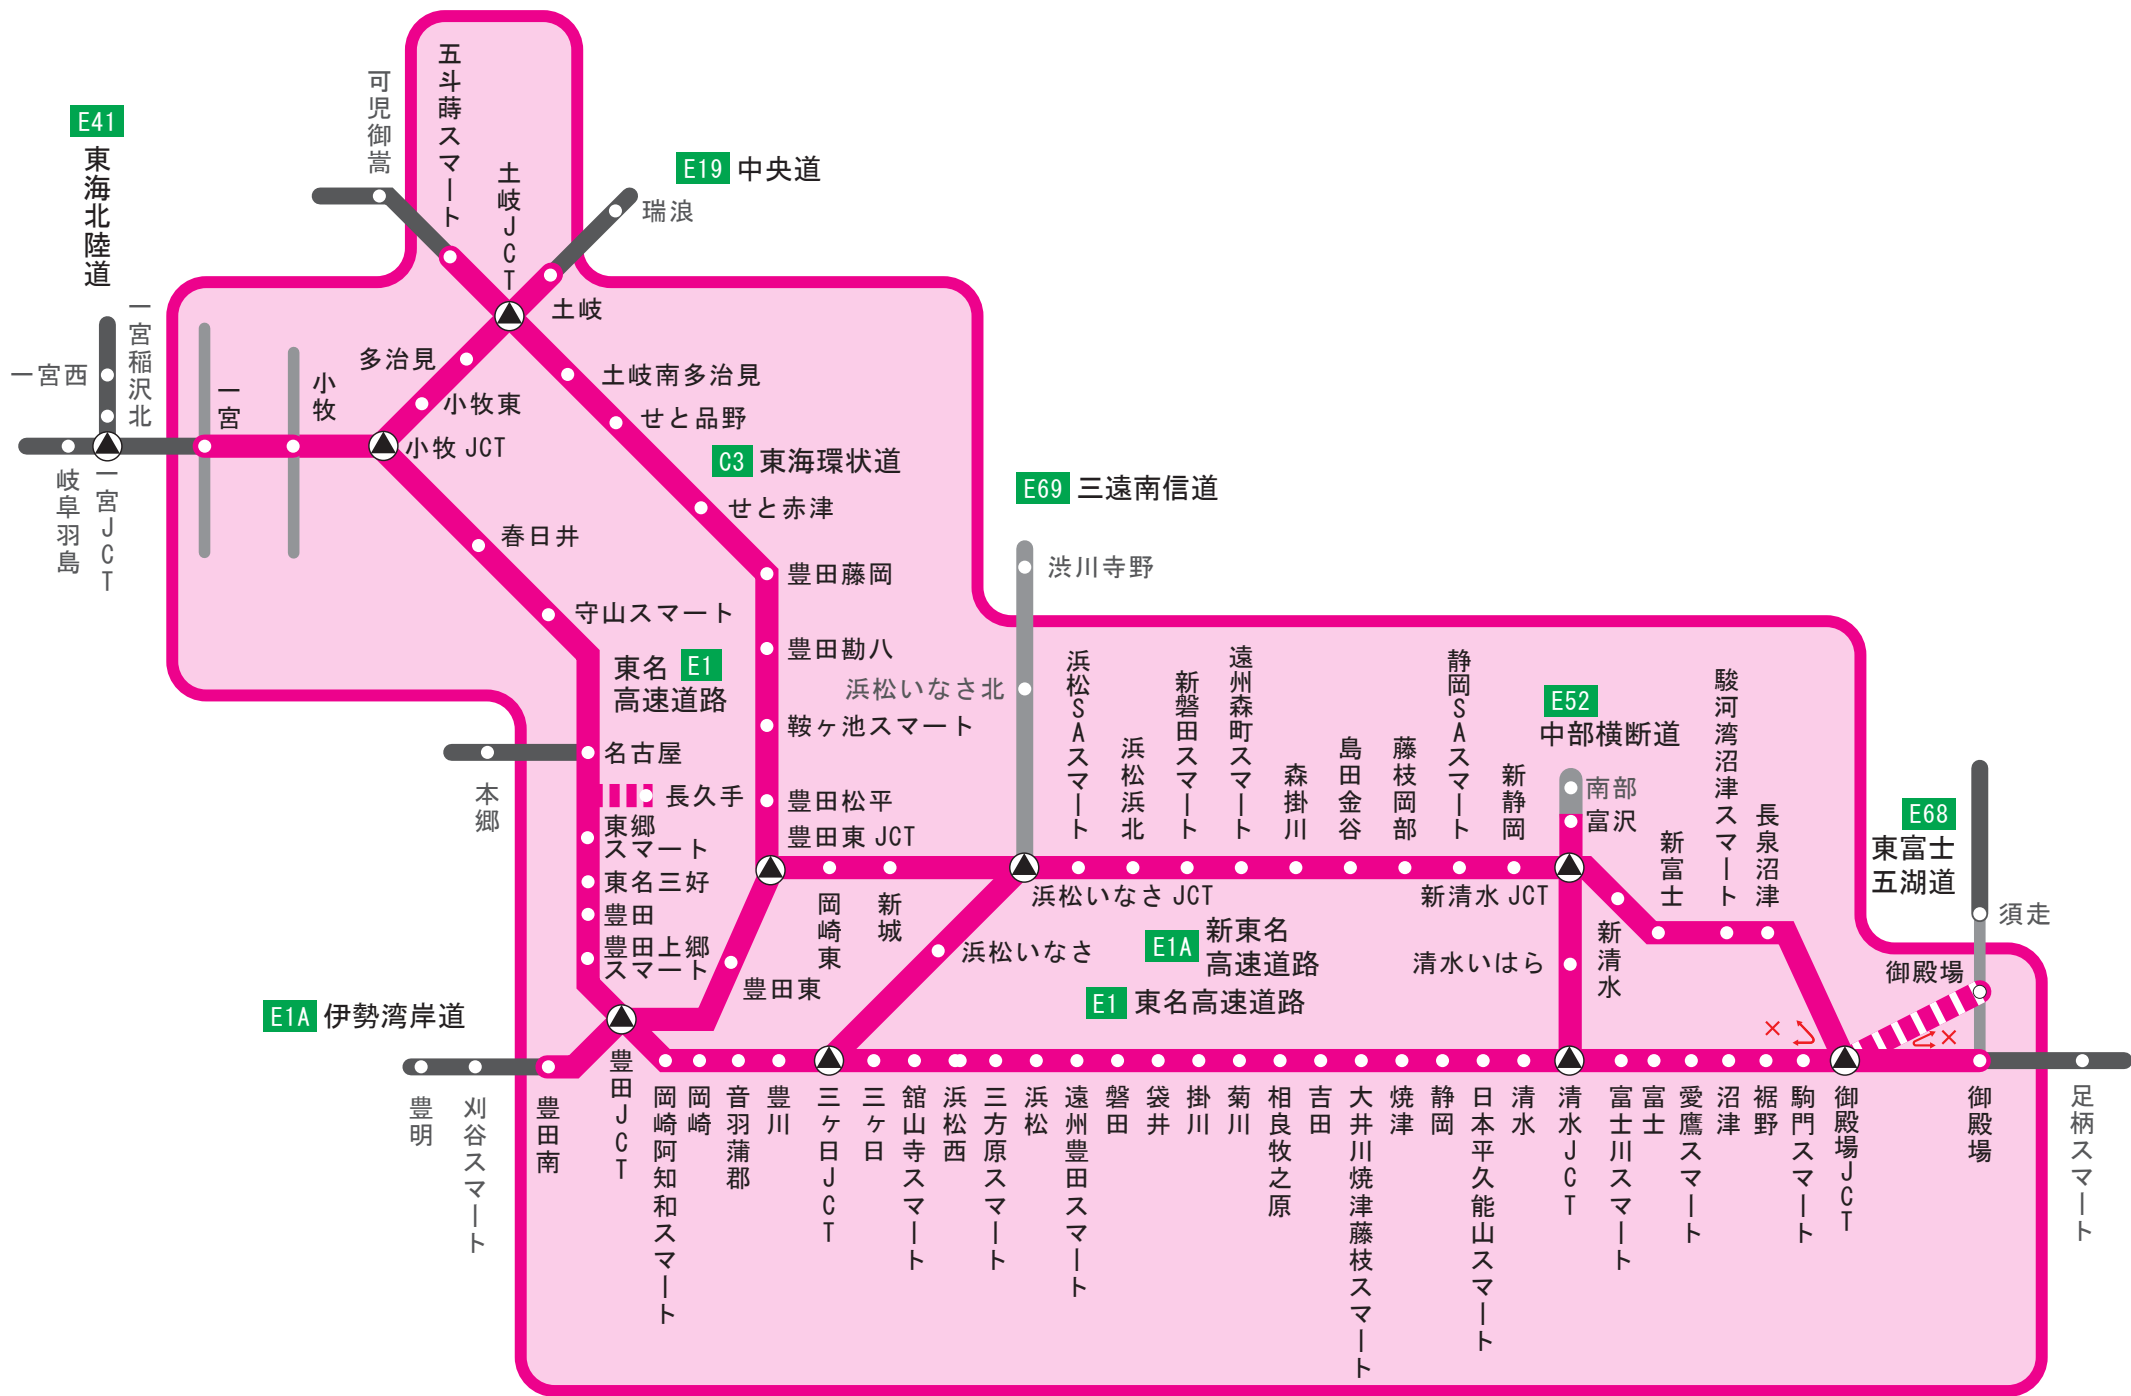 E41
東海北陸道
可児御嵩
五斗蒔スマート
土岐JCT
E19 中央道
瑞浪
土岐
一宮稲沢北
一宮西
岐阜羽島
一宮JCT
一宮
小牧
多治見
小牧東
小牧 JCT
土岐南多治見
せと品野
C3 東海環状道
せと赤津
春日井
守山スマート
豊田藤岡
豊田勘八
鞍ヶ池スマート
豊田松平
豊田東 JCT
東名 E1
高速道路
名古屋
本郷
長久手
東郷
スマート
東名三好
豊田
豊田上郷
スマート
E1A 伊勢湾岸道
豊明
刈谷スマート
豊田南
豊田JCT
豊田東
岡崎東
新城
E69 三遠南信道
渋川寺野
浜松いなさ北
浜松いなさ JCT
浜松いなさ
浜松SAスマート
浜松浜北
新磐田スマート
遠州森町スマート
森掛川
島田金谷
藤枝岡部
静岡SAスマート
新静岡
E52
中部横断道
南部
富沢
新清水 JCT
E1A 新東名
高速道路
E1 東名高速道路
清水いはら
新清水
新富士
駿河湾沼津スマート
長泉沼津
E68
東富士
五湖道
須走
御殿場
岡崎阿知和スマート
岡崎
音羽蒲郡
豊川
三ヶ日JCT
三ヶ日
舘山寺スマート
浜松西
三方原スマート
浜松
遠州豊田スマート
磐田
袋井
掛川
菊川
相良牧之原
吉田
大井川焼津藤枝スマート
焼津
静岡
日本平久能山スマート
清水
清水JCT
富士川スマート
富士
愛鷹スマート
沼津
裾野
駒門スマート
御殿場JCT
御殿場
足柄スマート